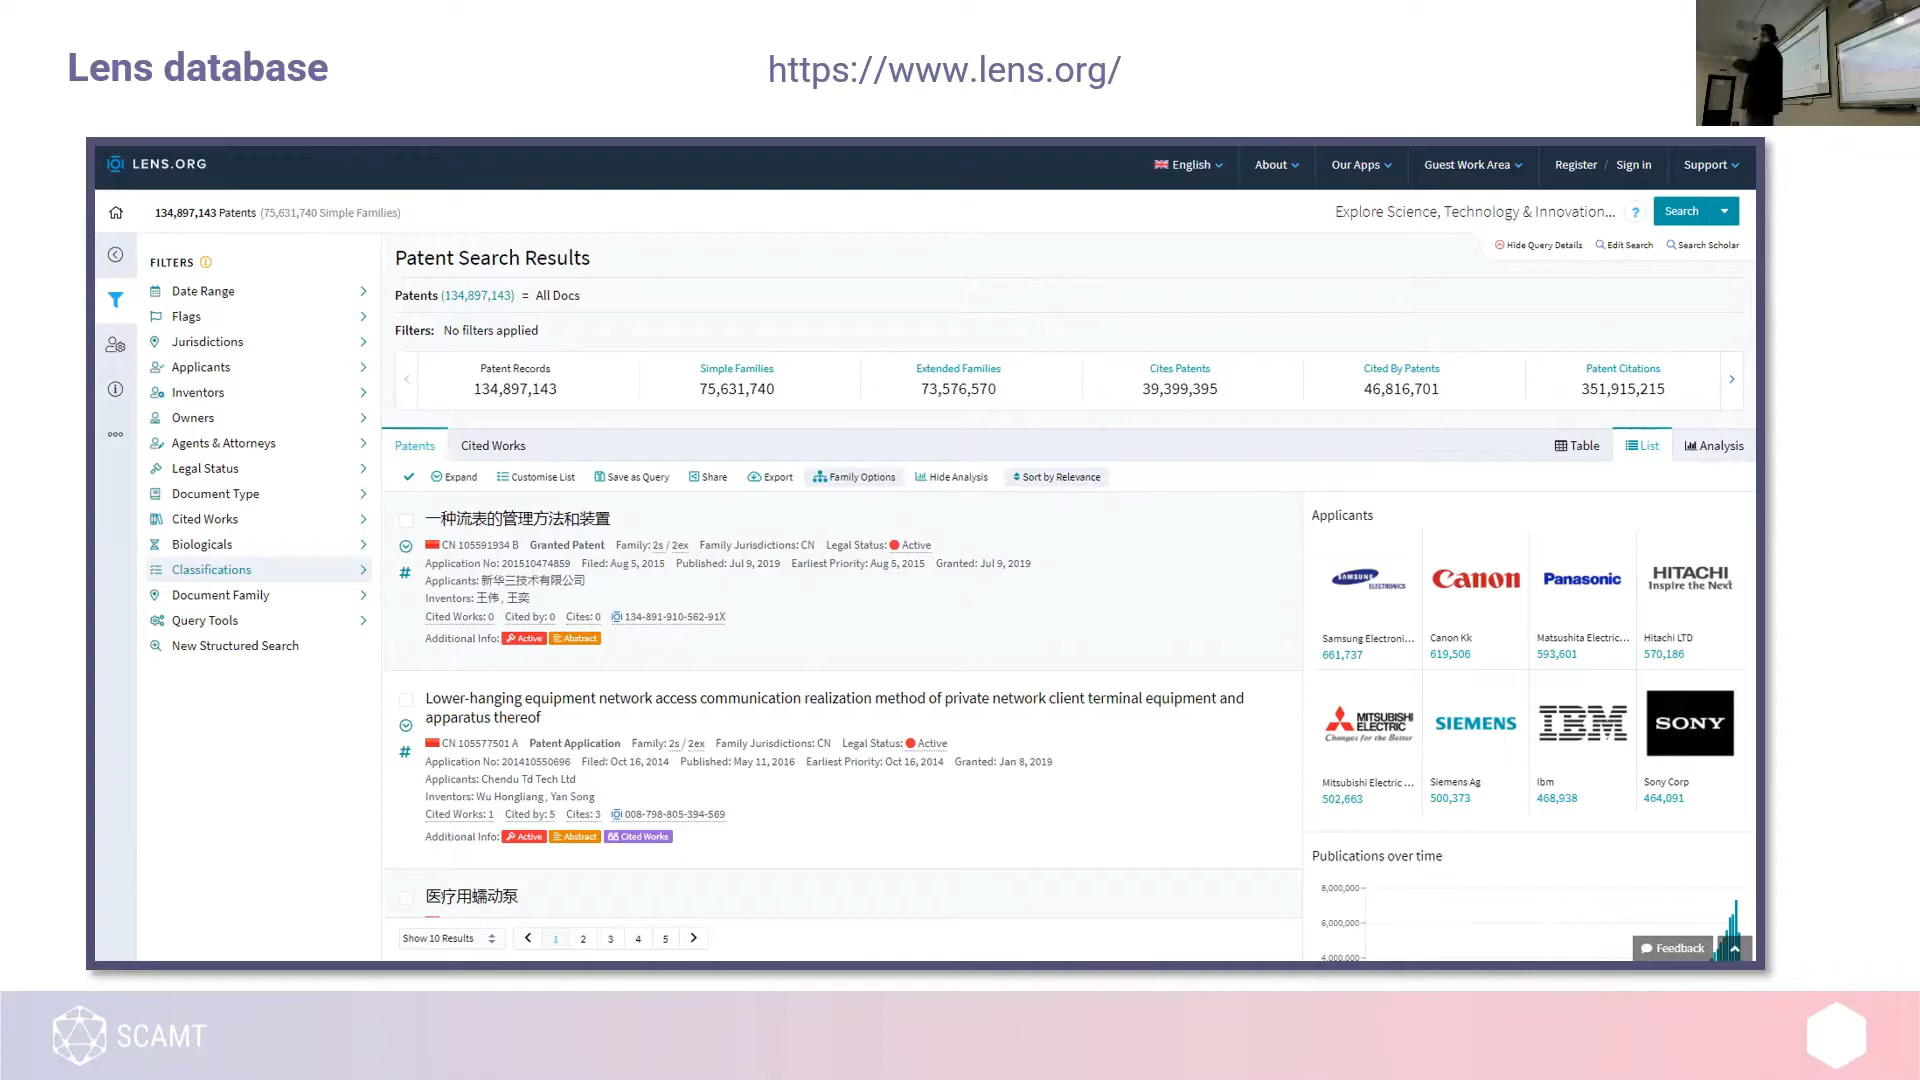 Lens database
https://www.lens.org/
LENS.ORG
English
About
Our Apps
Guest Work Area
Register / Sign in
Support
134,897,143 Patents (75,631,740 Simple Families)
Explore Science, Technology & Innovation...
?
Search
Hide Query Details
Edit Search
Search Scholar
FILTERS
Date Range
Flags
Jurisdictions
Applicants
Inventors
Owners
Agents & Attorneys
Legal Status
Document Type
Cited Works
Biologicals
Classifications
Document Family
Query Tools
New Structured Search
Patent Search Results
Patents (134,897,143) = All Docs
Filters: No filters applied
Patent Records
134,897,143
Simple Families
75,631,740
Extended Families
73,576,570
Cites Patents
39,399,395
Cited By Patents
46,816,701
Patent Citations
351,915,215
Patents
Cited Works
Table
List
Analysis
Expand
Customise List
Save as Query
Share
Export
Family Options
Hide Analysis
Sort by Relevance
一种流表的管理方法和装置
CN 105591934 B Granted Patent Family: 2s / 2ex Family Jurisdictions: CN Legal Status: Active
Application No: 201510474859 Filed: Aug 5, 2015 Published: Jul 9, 2019 Earliest Priority: Aug 5, 2015 Granted: Jul 9, 2019
Applicants: 新华三技术有限公司
Inventors: 王伟 , 王奕
Cited Works: 0 Cited by: 0 Cites: 0 134-891-910-562-91X
Additional Info: Active Abstract
Lower-hanging equipment network access communication realization method of private network client terminal equipment and
apparatus thereof
CN 105577501 A Patent Application Family: 2s / 2ex Family Jurisdictions: CN Legal Status: Active
Application No: 201410550696 Filed: Oct 16, 2014 Published: May 11, 2016 Earliest Priority: Oct 16, 2014 Granted: Jan 8, 2019
Applicants: Chendu Td Tech Ltd
Inventors: Wu Hongliang , Yan Song
Cited Works: 1 Cited by: 5 Cites: 3 008-798-805-394-569
Additional Info: Active Abstract Cited Works
医疗用蠕动泵
Show 10 Results
1 2 3 4 5
Applicants
SAMSUNG ELECTRONICS
Canon
Panasonic
HITACHI
Inspire the Next
Samsung Electroni...
661,737
Canon Kk
619,506
Matsushita Electric...
593,601
Hitachi LTD
570,186
MITSUBISHI ELECTRIC
Changes for the Better
SIEMENS
IBM
SONY
Mitsubishi Electric ...
502,663
Siemens Ag
500,373
Ibm
468,938
Sony Corp
464,091
Publications over time
8,000,000
6,000,000
4,000,000
Feedback
SCAMT